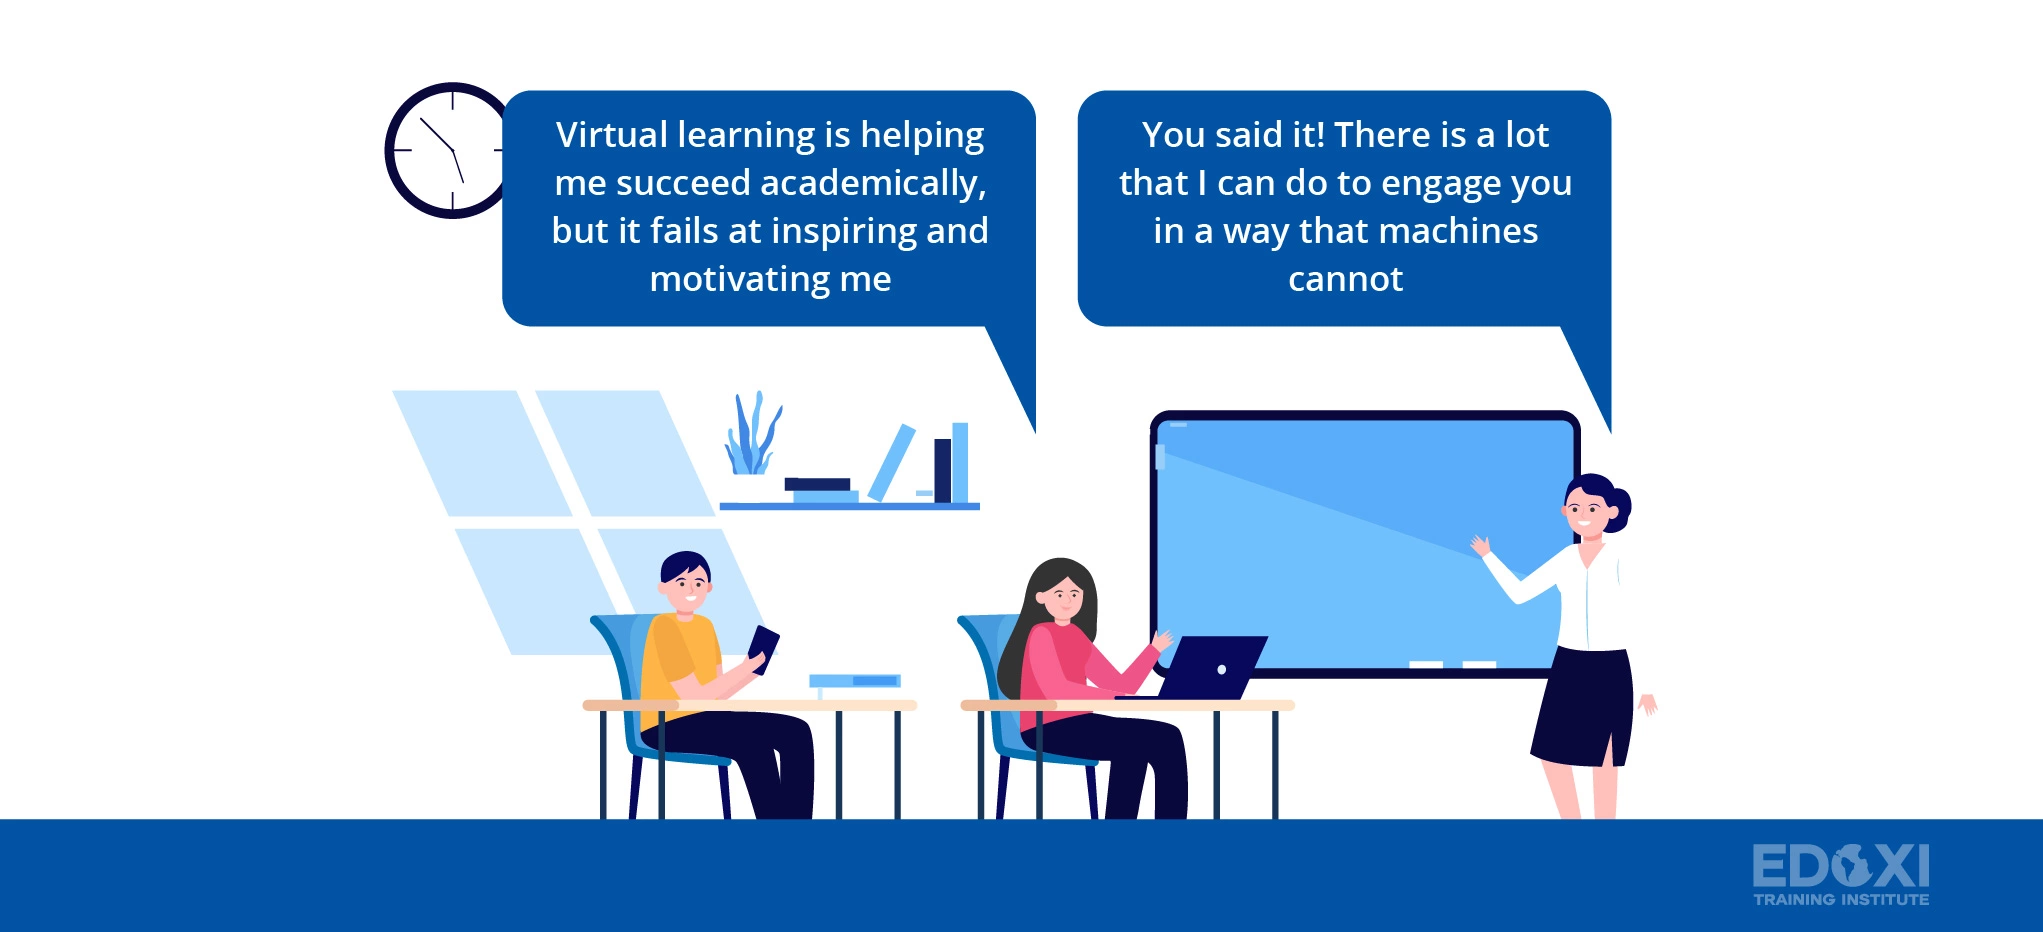 Virtual learning is helping
me succeed academically,
but it fails at inspiring and
motivating me
You said it! There is a lot
that I can do to engage you
in a way that machines
cannot
EDOXI
TRAINING INSTITUTE